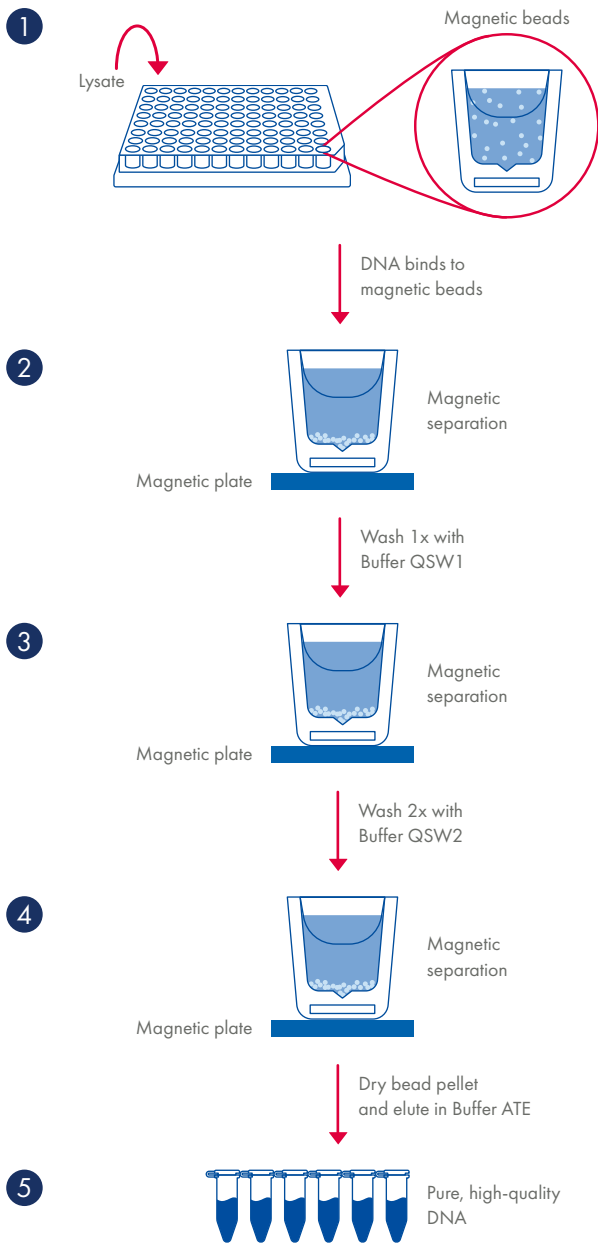 1
Magnetic beads
Lysate
DNA binds to
magnetic beads
2
Magnetic
separation
Magnetic plate
Wash 1x with
Buffer QSW1
3
Magnetic
separation
Magnetic plate
Wash 2x with
Buffer QSW2
4
Magnetic
separation
Magnetic plate
Dry bead pellet
and elute in Buffer ATE
5
Pure, high-quality
DNA